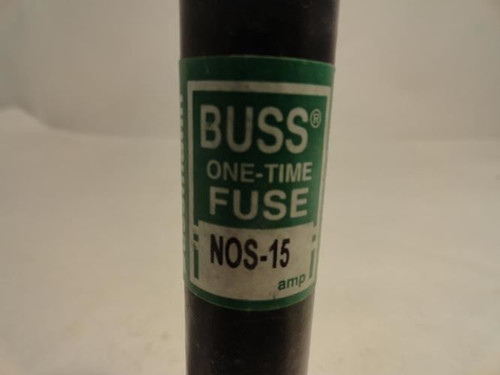 BUSS®
ONE-TIME
FUSE
NOS-15
amp